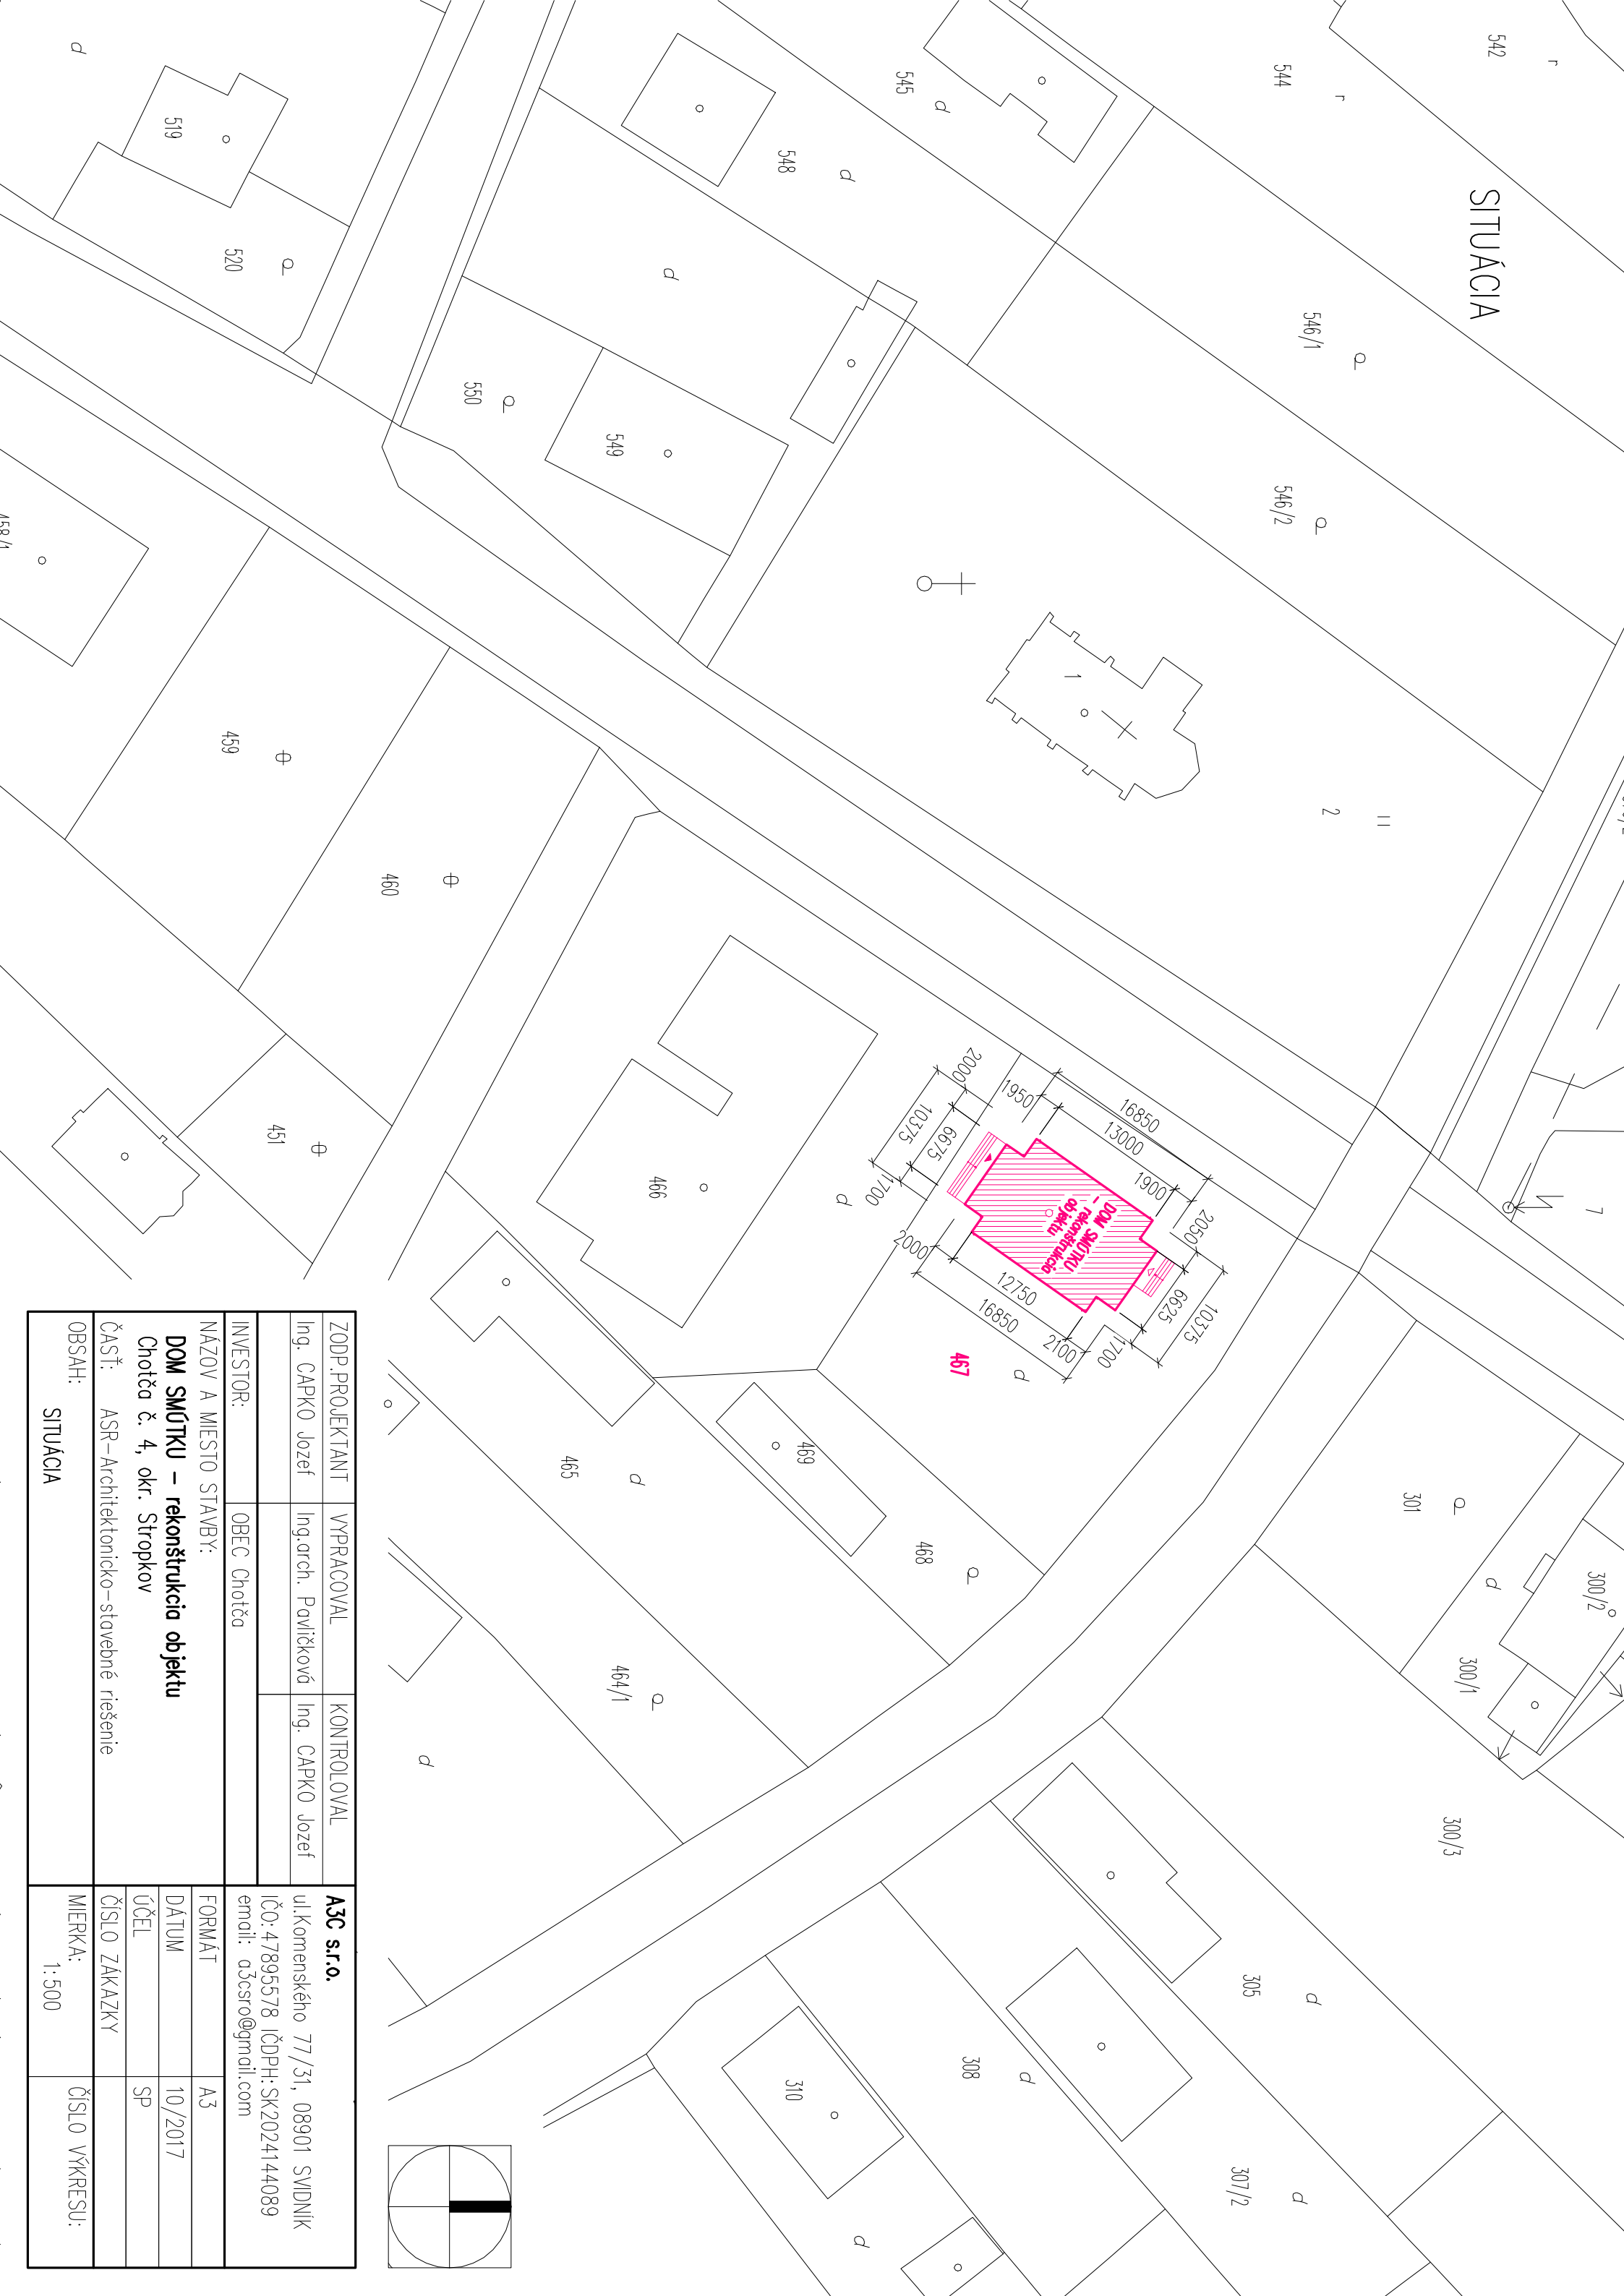 SITUÁCIA
542
r
544
r
545
d
548
d
546/1
546/2
d
519
520
d
550
549
458/1
1
2
7
459
460
451
466
d
2000
10375
6675
1700
1950
16850
13000
1900
2050
10375
6625
1700
2000
12750
16850
2100
DOM SMÚTKU
- rekonštrukcia
objektu
467
d
469
468
465
d
464/1
d
301
300/2
d
300/1
300/3
305
d
308
d
310
307/2
d
d
ZODP.PROJEKTANT
VYPRACOVAL
KONTROLOVAL
Ing. CAPKO Jozef
Ing.arch. Pavličková
Ing. CAPKO Jozef
INVESTOR:
OBEC Chotča
NÁZOV A MIESTO STAVBY:
DOM SMÚTKU - rekonštrukcia objektu
Chotča č. 4, okr. Stropkov
ČASŤ: ASR-Architektonicko-stavebné riešenie
OBSAH:
SITUÁCIA
A3C s.r.o.
ul.Komenského 77/31, 08901 SVIDNÍK
IČO:47895578 IČDPH:SK2024144089
email: a3csro@gmail.com
FORMÁT A3
DÁTUM 10/2017
ÚČEL SP
ČÍSLO ZÁKAZKY
MIERKA:
1:500
ČÍSLO VÝKRESU: